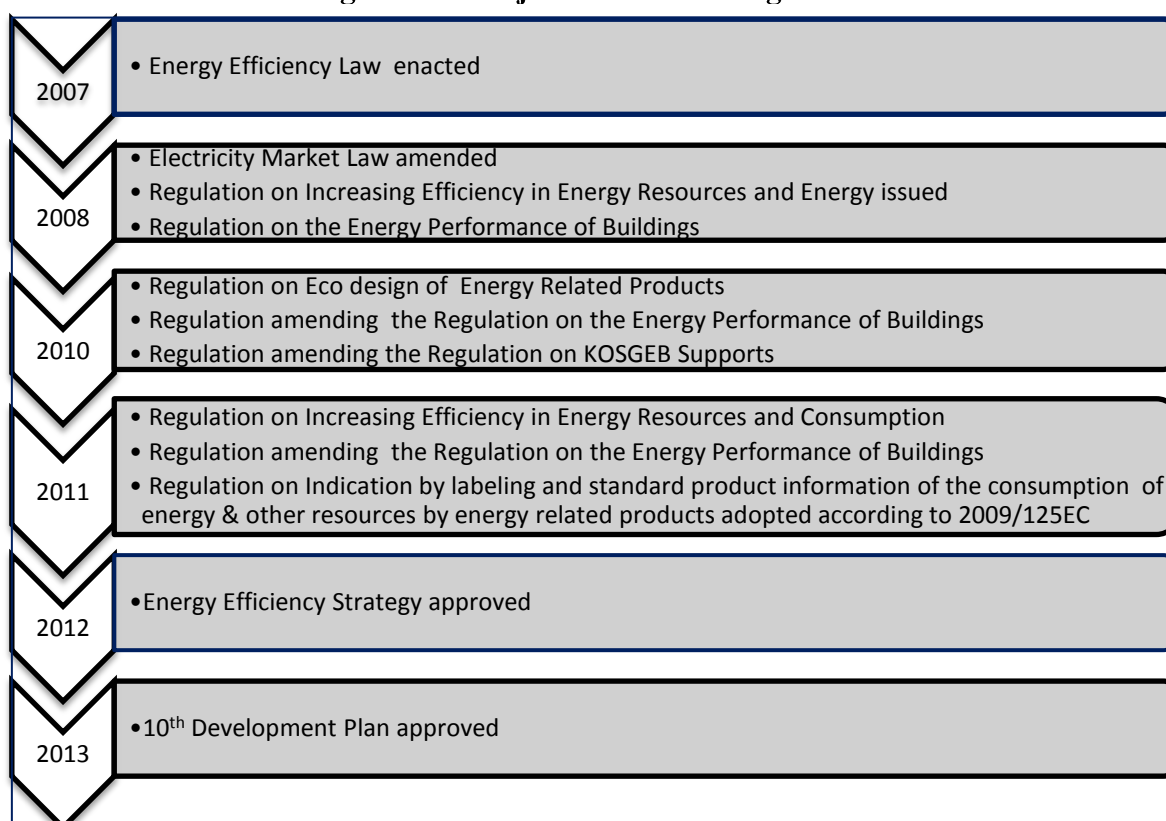 2007
• Energy Efficiency Law enacted
2008
• Electricity Market Law amended
• Regulation on Increasing Efficiency in Energy Resources and Energy issued
• Regulation on the Energy Performance of Buildings
2010
• Regulation on Eco design of Energy Related Products
• Regulation amending the Regulation on the Energy Performance of Buildings
• Regulation amending the Regulation on KOSGEB Supports
2011
• Regulation on Increasing Efficiency in Energy Resources and Consumption
• Regulation amending the Regulation on the Energy Performance of Buildings
• Regulation on Indication by labeling and standard product information of the consumption of
energy & other resources by energy related products adopted according to 2009/125EC
2012
•Energy Efficiency Strategy approved
2013
•10th Development Plan approved